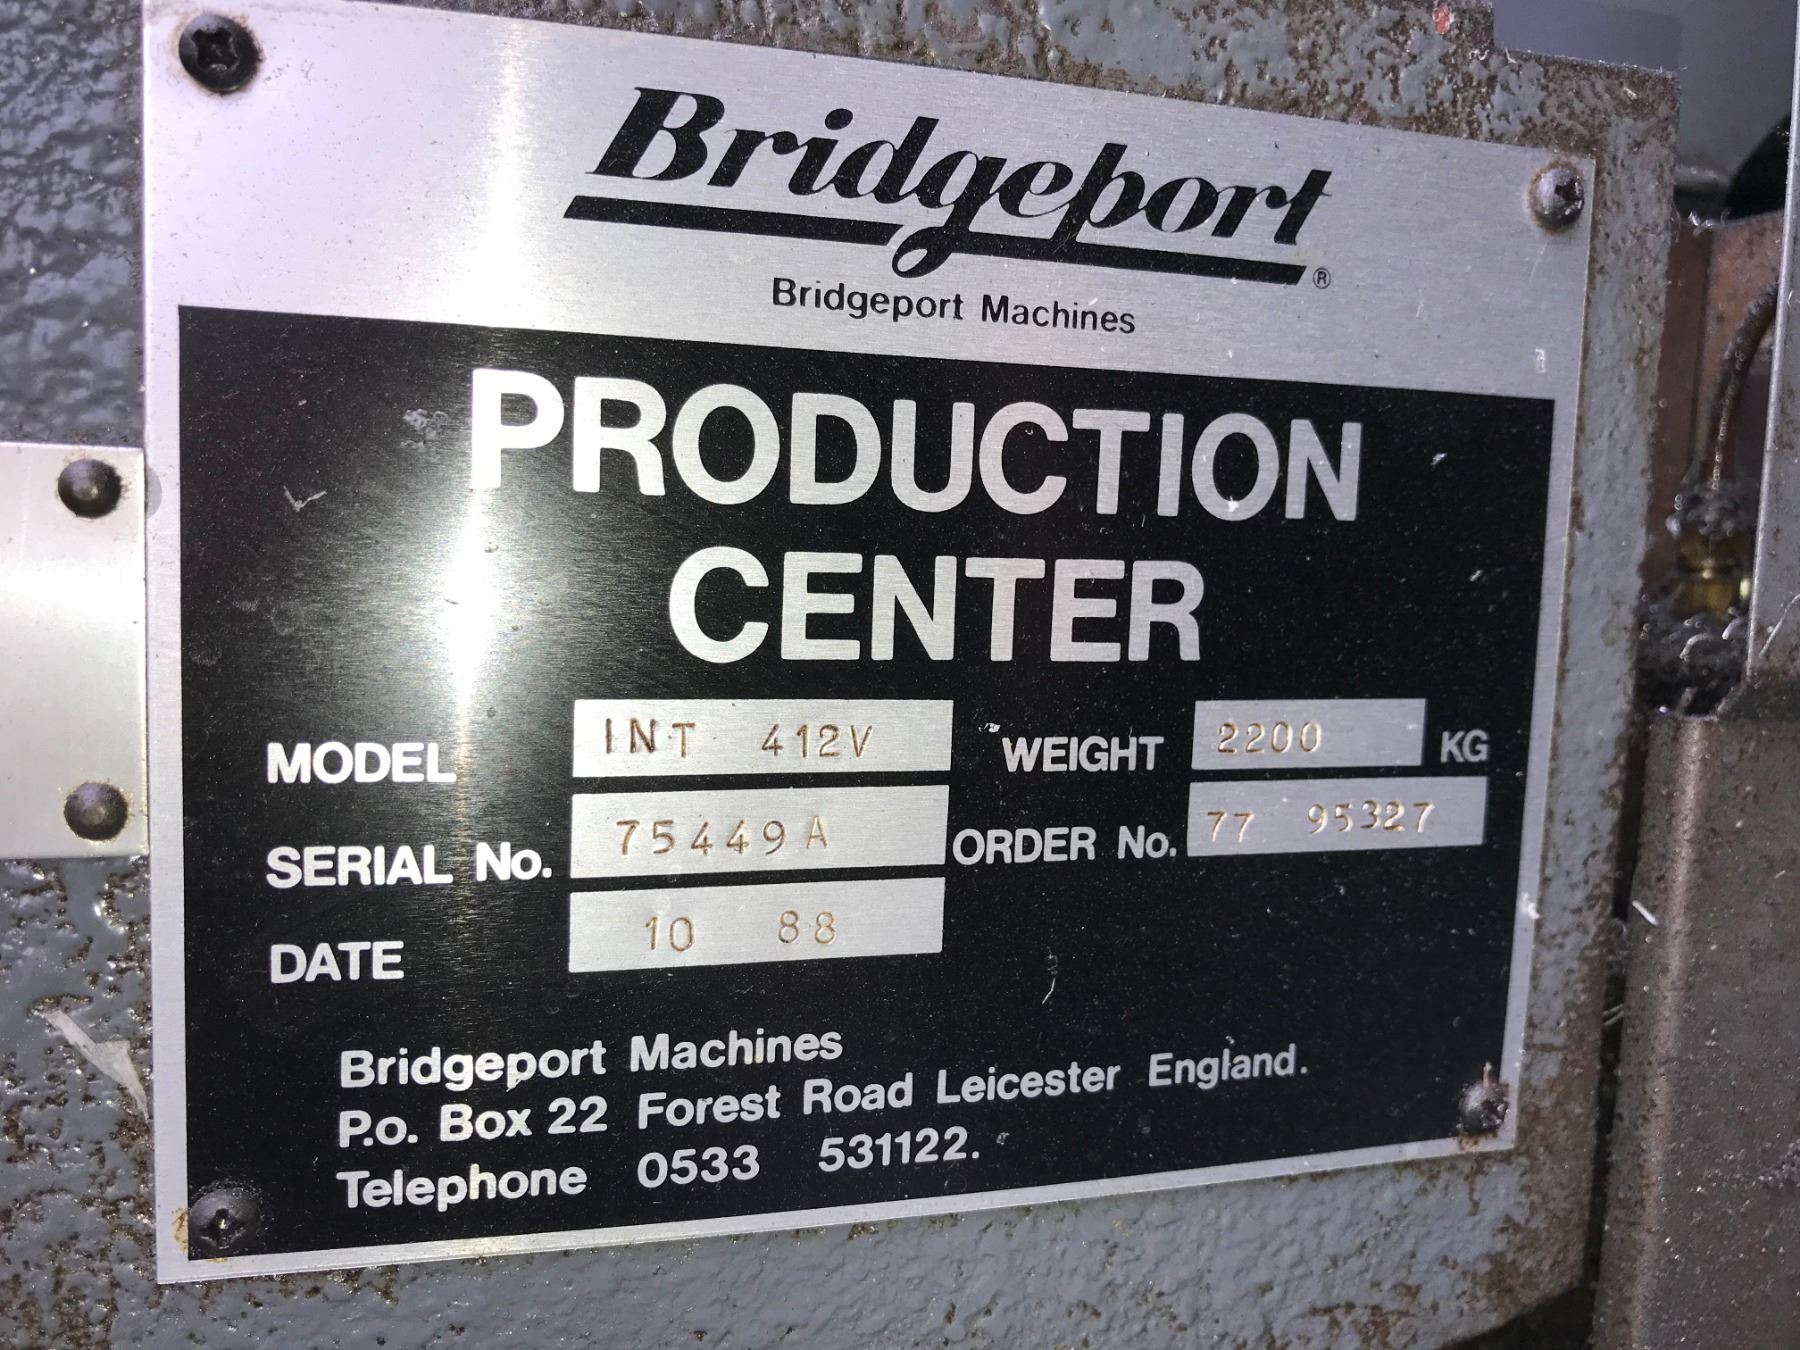 Bridgeport®
Bridgeport Machines
PRODUCTION
CENTER
MODEL INT 412V WEIGHT 2200 KG
SERIAL No. 75449A ORDER No. 77 95327
DATE 10 88
Bridgeport Machines
P.o. Box 22 Forest Road Leicester England.
Telephone 0533 531122.